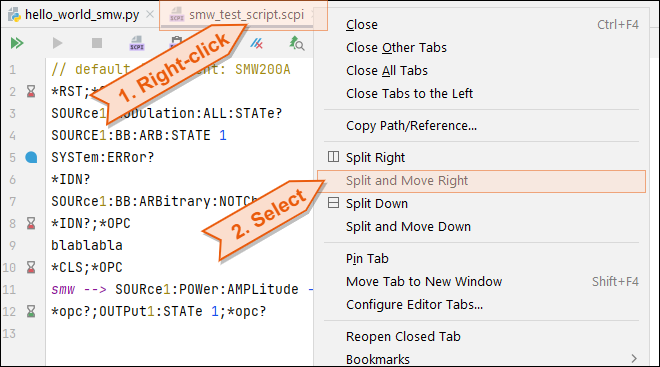 hello_world_smw.py
smw_test_script.scpi
SCPI
1 // default
nt: SMW200A
2 *RST;*
3 SOURce1:
Dulation:ALL:STATe?
4 SOURCE1:BB:ARB:STATE 1
5 SYSTem:ERRor?
6 *IDN?
7 SOURce1:BB:ARBitrary:NOTCh
8 *IDN?;*OPC
9 blablabla
10 *CLS;*OPC
11 smw --> SOURce1:POWer:AMPLitude -
12 *opc?;OUTPut1:STATe 1;*opc?
13
1. Right-click
2. Select
Close Ctrl+F4
Close Other Tabs
Close All Tabs
Close Tabs to the Left
Copy Path/Reference...
Split Right
Split and Move Right
Split Down
Split and Move Down
Pin Tab
Move Tab to New Window Shift+F4
Configure Editor Tabs...
Reopen Closed Tab
Bookmarks